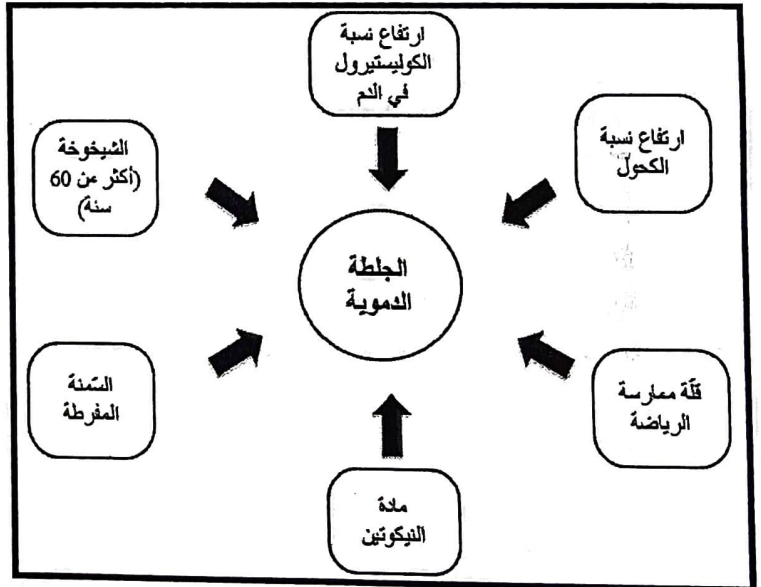 ارتفاع نسبة
الكوليستيرول
في الدم
ارتفاع نسبة
الكحول
الشيخوخة
(أكثر من 60
سنة)
الجلطة
الدموية
السّمنة
المفرطة
قلّة ممارسة
الرياضة
مادة
النيكوتين